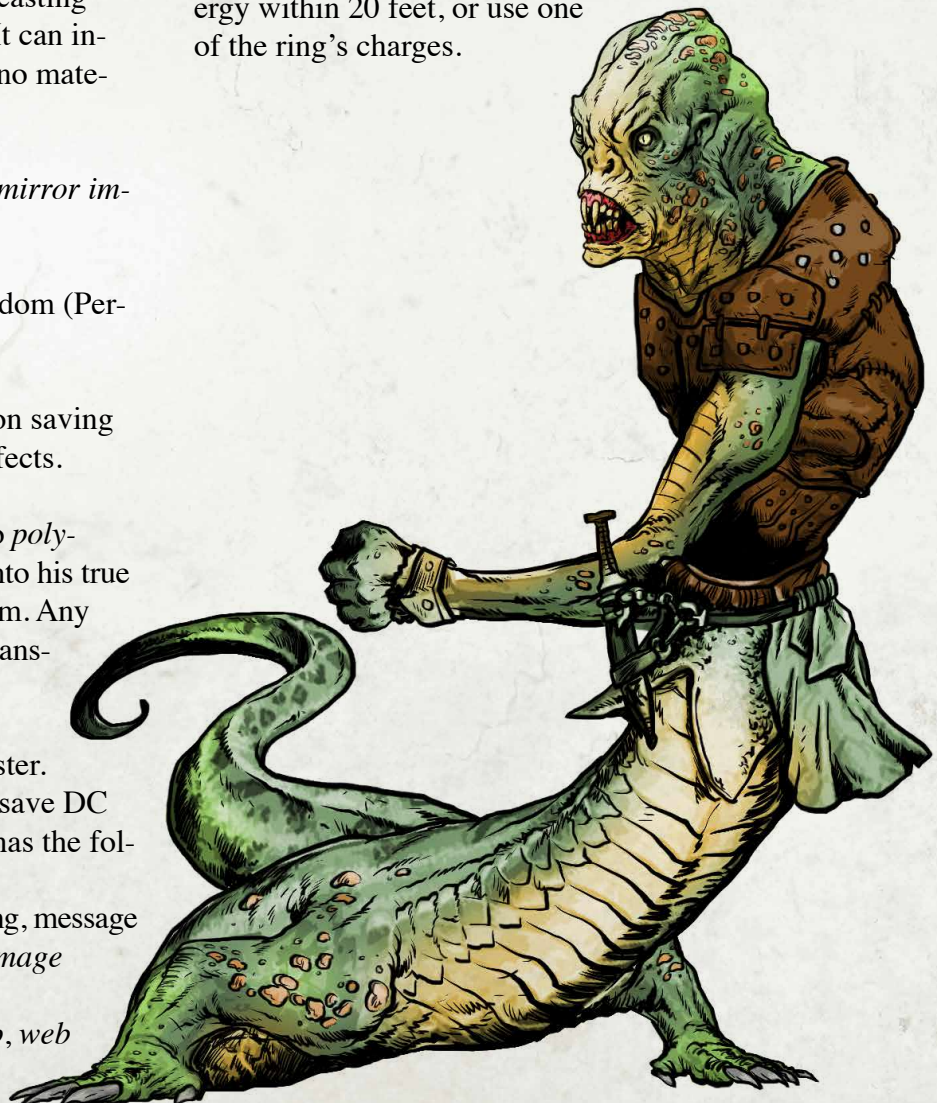 casting
It can in-
no mate-
mirror im-
dom (Per-
on saving
fects.
poly-
nto his true
m. Any
ans-
ster.
save DC
has the fol-
ng, message
mage
, web
ergy within 20 feet, or use one
of the ring’s charges.